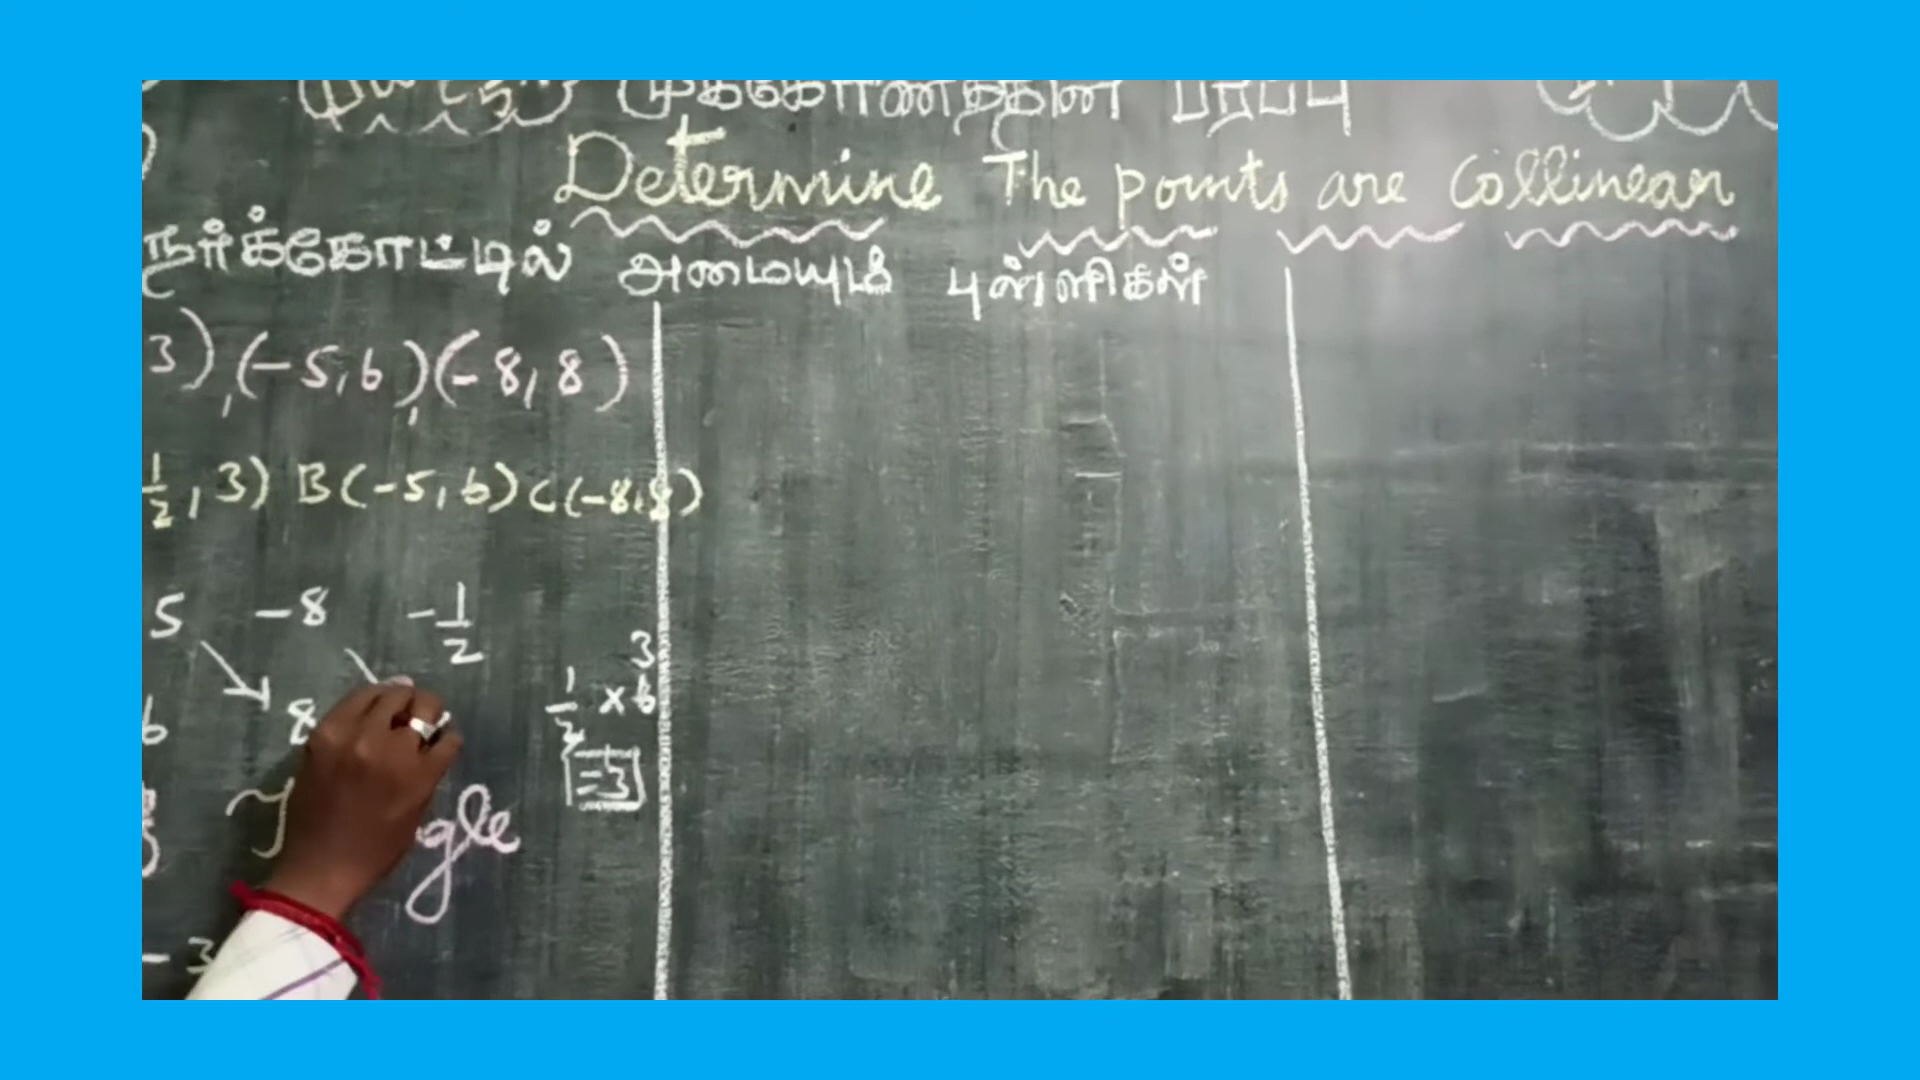 முக்கோணத்தின் பரப்பு
Determine The points are Collinear
நேர்க்கோட்டில் அமையும் புள்ளிகள்
3), (-5,6), (-8,8)
1/2, 3) B(-5,6) C(-8,8)
5 -8 -1/2
6 8
1/2 × 6 3
=3
gle
- 3